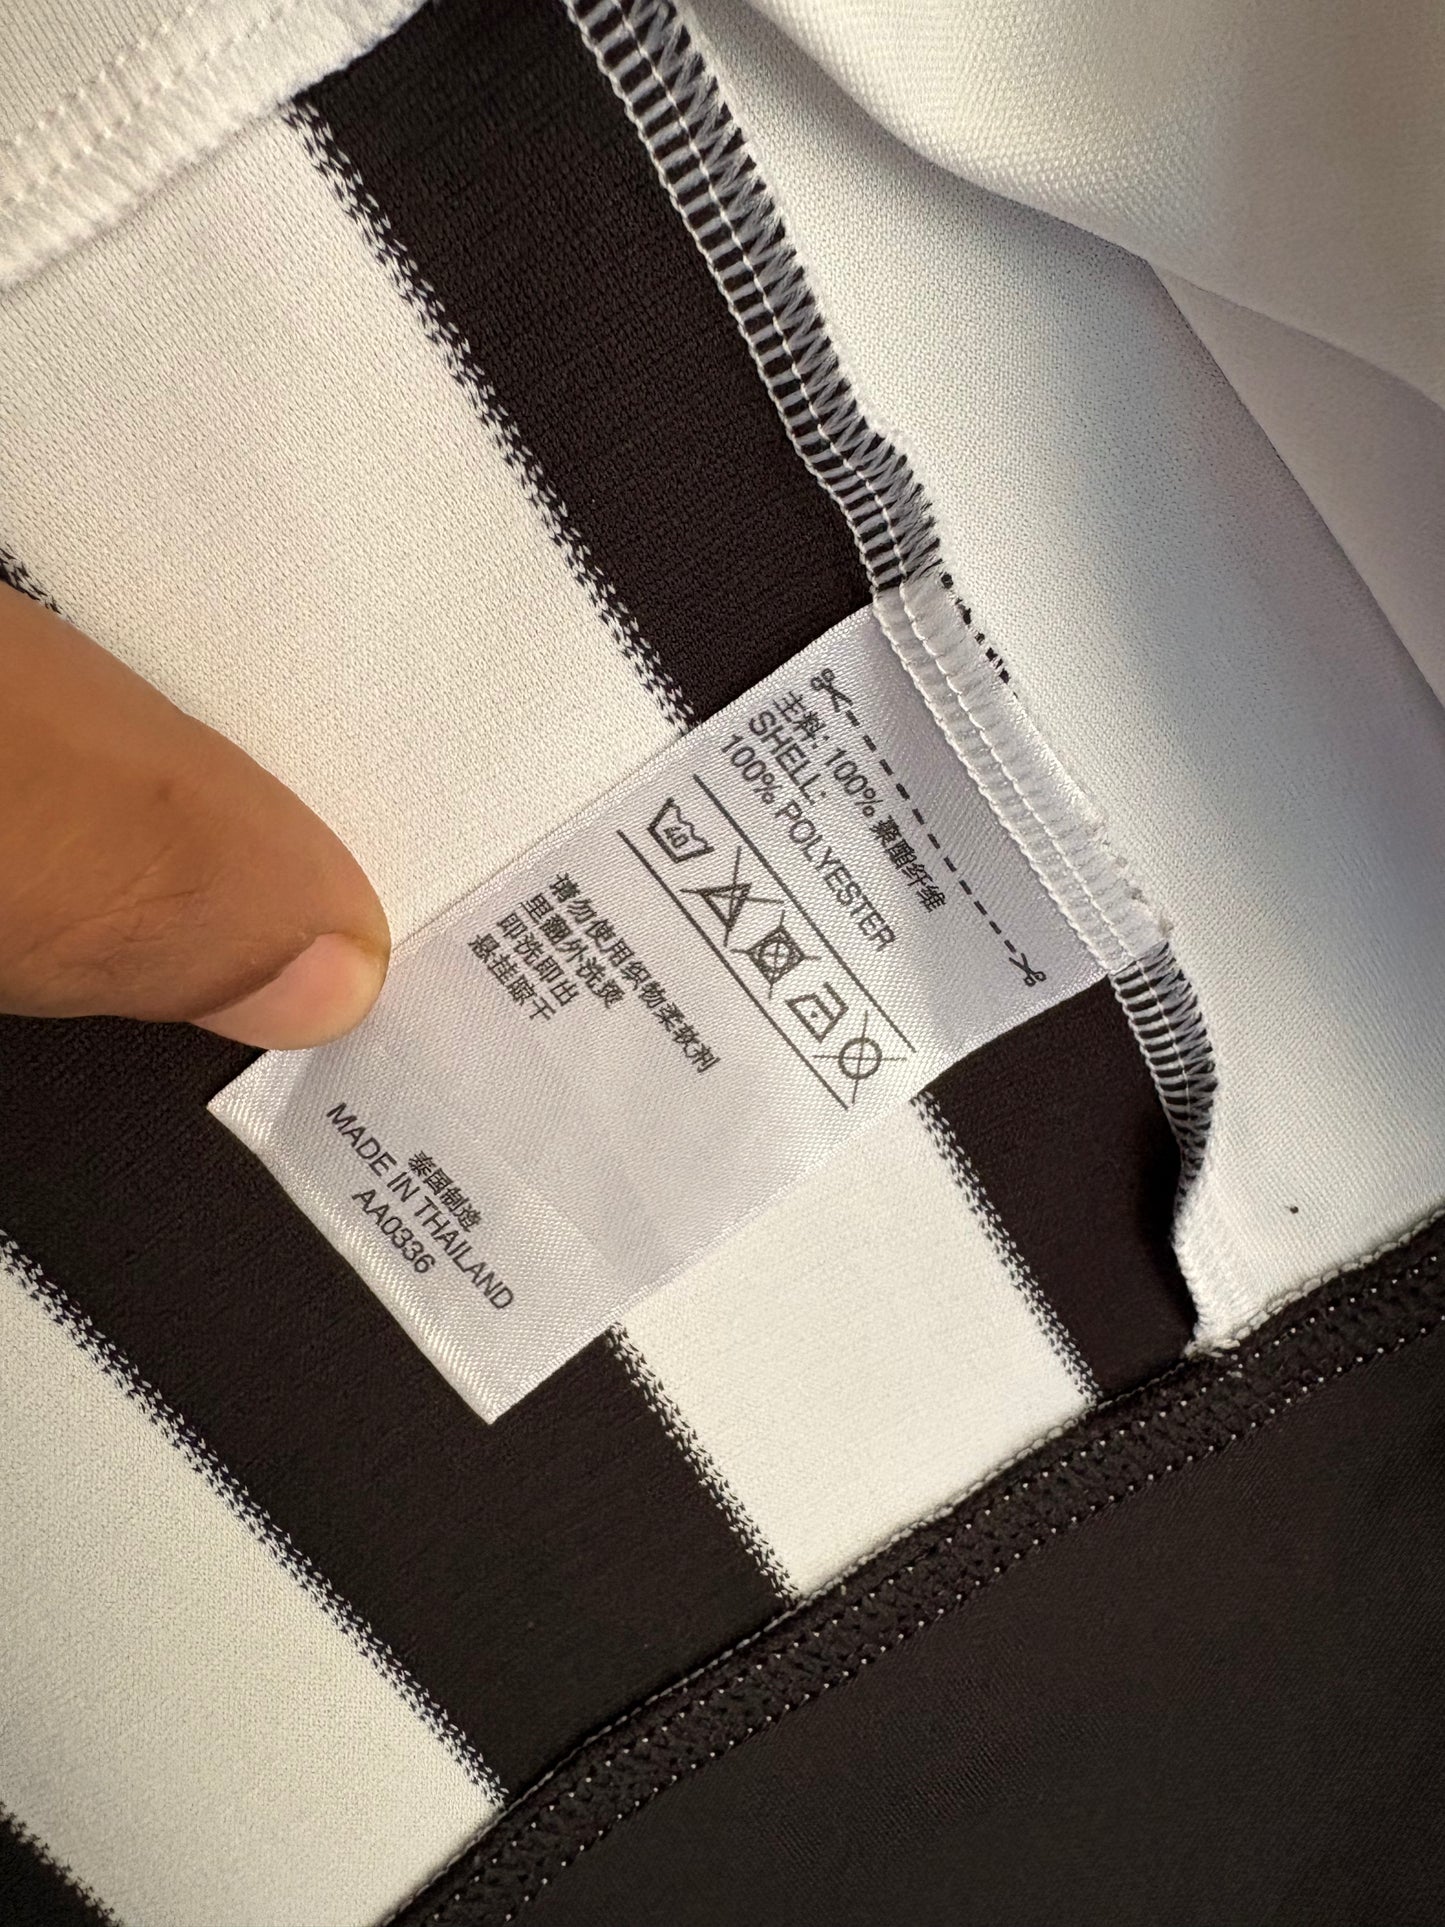 主料: 100% 聚酯纤维
SHELL:
100% POLYESTER
40
请勿使用织物柔软剂
里翻外洗烫
即洗即出
悬挂晾干
泰国制造
MADE IN THAILAND
AA0336